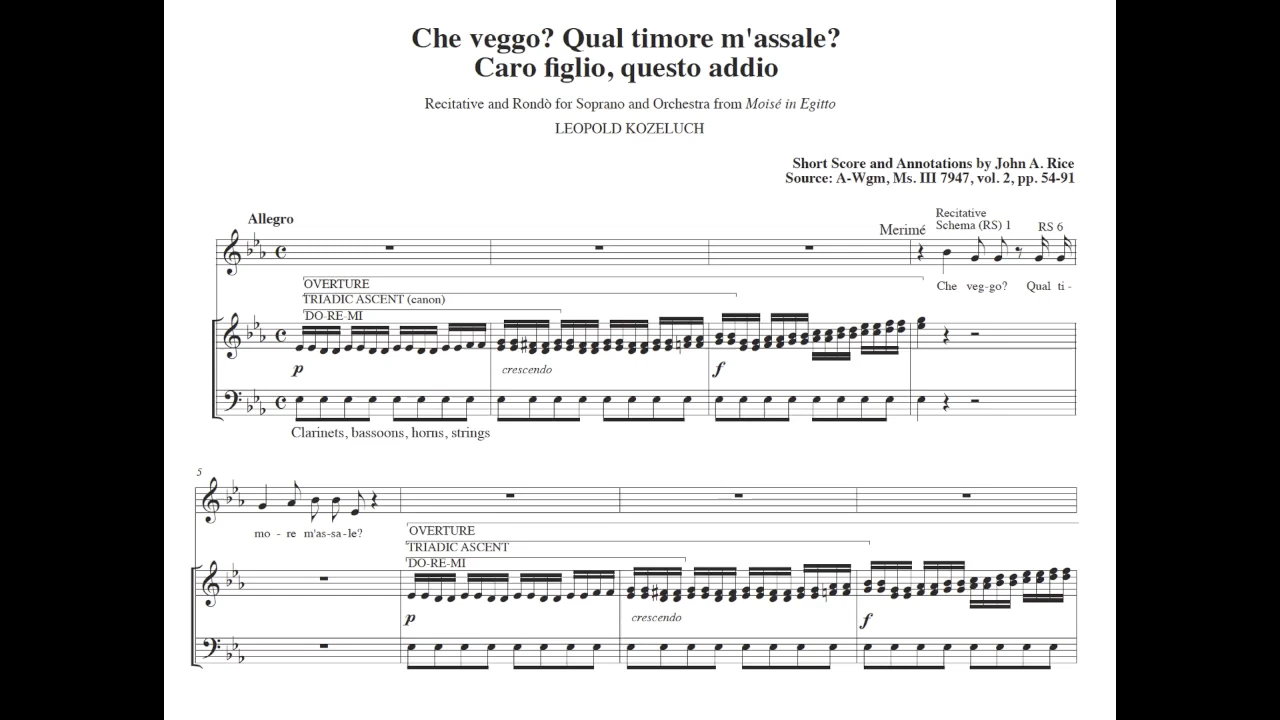 Che veggo? Qual timore m'assale?
Caro figlio, questo addio
Recitative and Rondò for Soprano and Orchestra from Moisé in Egitto
LEOPOLD KOZELUCH
Short Score and Annotations by John A. Rice
Source: A-Wgm, Ms. III 7947, vol. 2, pp. 54-91
Allegro
Merimé
Recitative
Schema (RS) 1
RS 6
Che veg-go? Qual ti -
OVERTURE
TRIADIC ASCENT (canon)
DO-RE-MI
p
crescendo
f
Clarinets, bassoons, horns, strings
5
mo - re m'as-sa-le?
OVERTURE
TRIADIC ASCENT
DO-RE-MI
p
crescendo
f